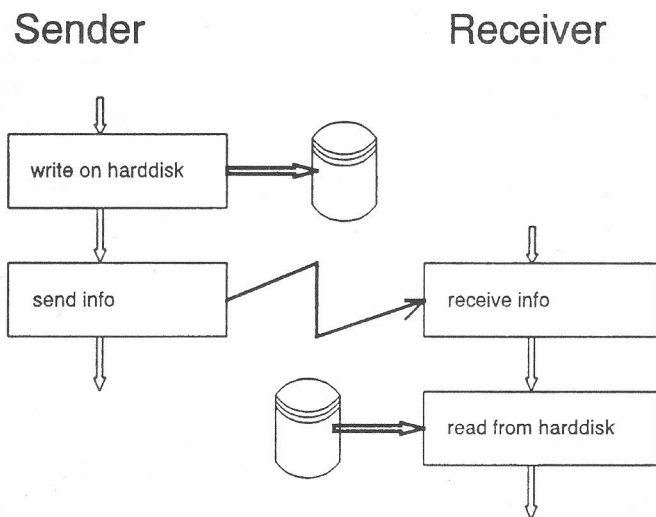 Sender
Receiver
write on harddisk
send info
receive info
read from harddisk